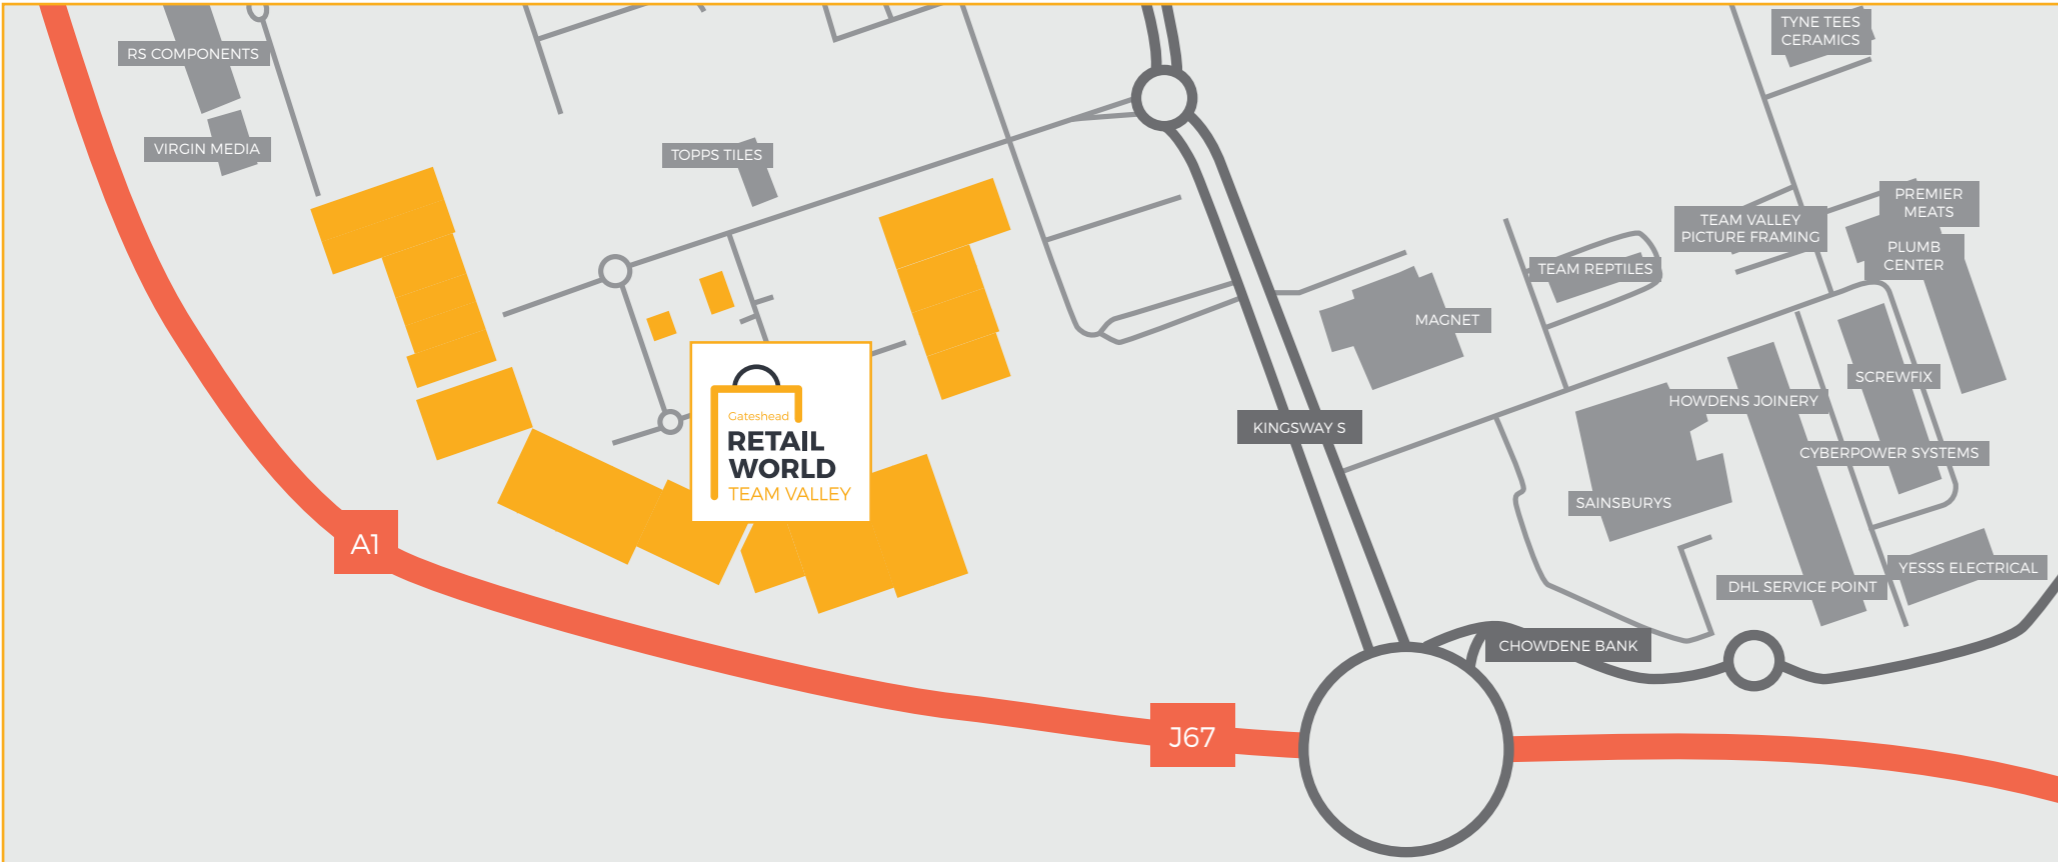 TYNE TEES
CERAMICS
RS COMPONENTS
VIRGIN MEDIA
TOPPS TILES
PREMIER
MEATS
TEAM VALLEY
PICTURE FRAMING
PLUMB
CENTER
TEAM REPTILES
MAGNET
SCREWFIX
HOWDENS JOINERY
Gateshead
RETAIL
WORLD
TEAM VALLEY
KINGSWAY S
CYBERPOWER SYSTEMS
SAINSBURYS
A1
YESSS ELECTRICAL
DHL SERVICE POINT
CHOWDENE BANK
J67